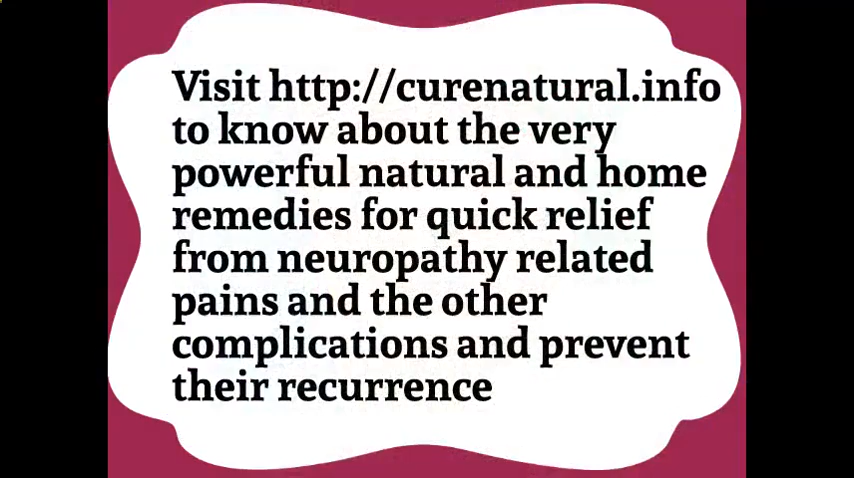 Visit http://curenatural.info
to know about the very
powerful natural and home
remedies for quick relief
from neuropathy related
pains and the other
complications and prevent
their recurrence